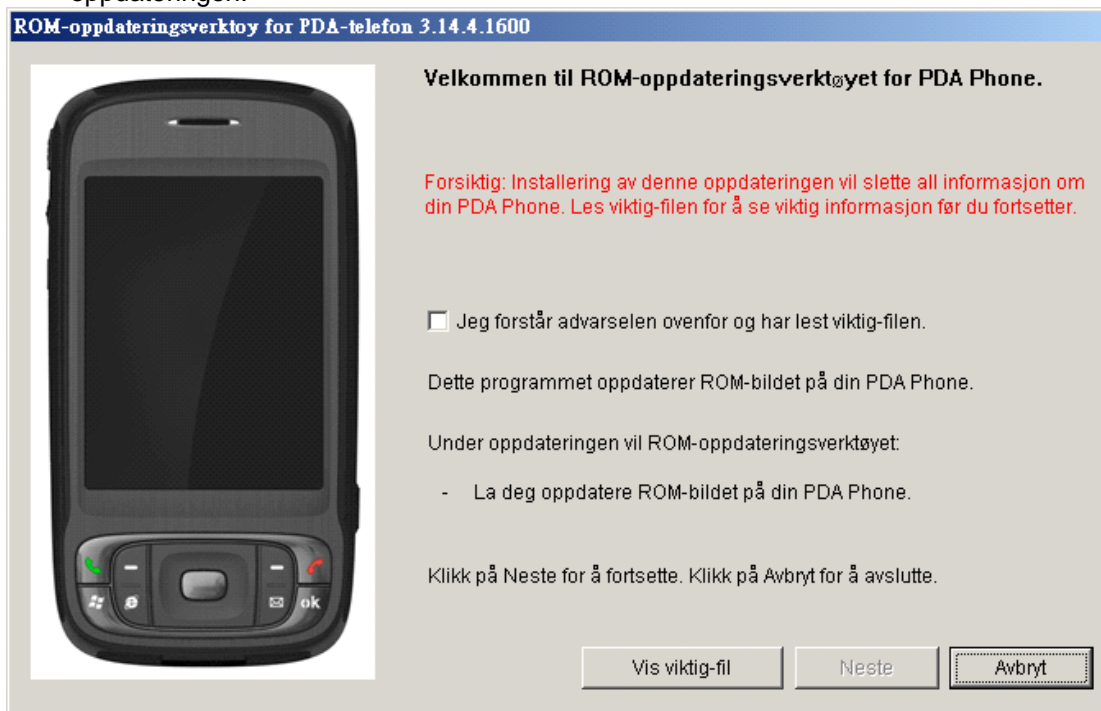 oppdateringen.
ROM-oppdateringsverktoy for PDA-telefon 3.14.4.1600
Velkommen til ROM-oppdateringsverktøyet for PDA Phone.
Forsiktig: Installering av denne oppdateringen vil slette all informasjon om
din PDA Phone. Les viktig-filen for å se viktig informasjon før du fortsetter.
Jeg forstår advarselen ovenfor og har lest viktig-filen.
Dette programmet oppdaterer ROM-bildet på din PDA Phone.
Under oppdateringen vil ROM-oppdateringsverktøyet:
- La deg oppdatere ROM-bildet på din PDA Phone.
ok
Klikk på Neste for å fortsette. Klikk på Avbryt for å avslutte.
Vis viktig-fil
Neste
Avbryt